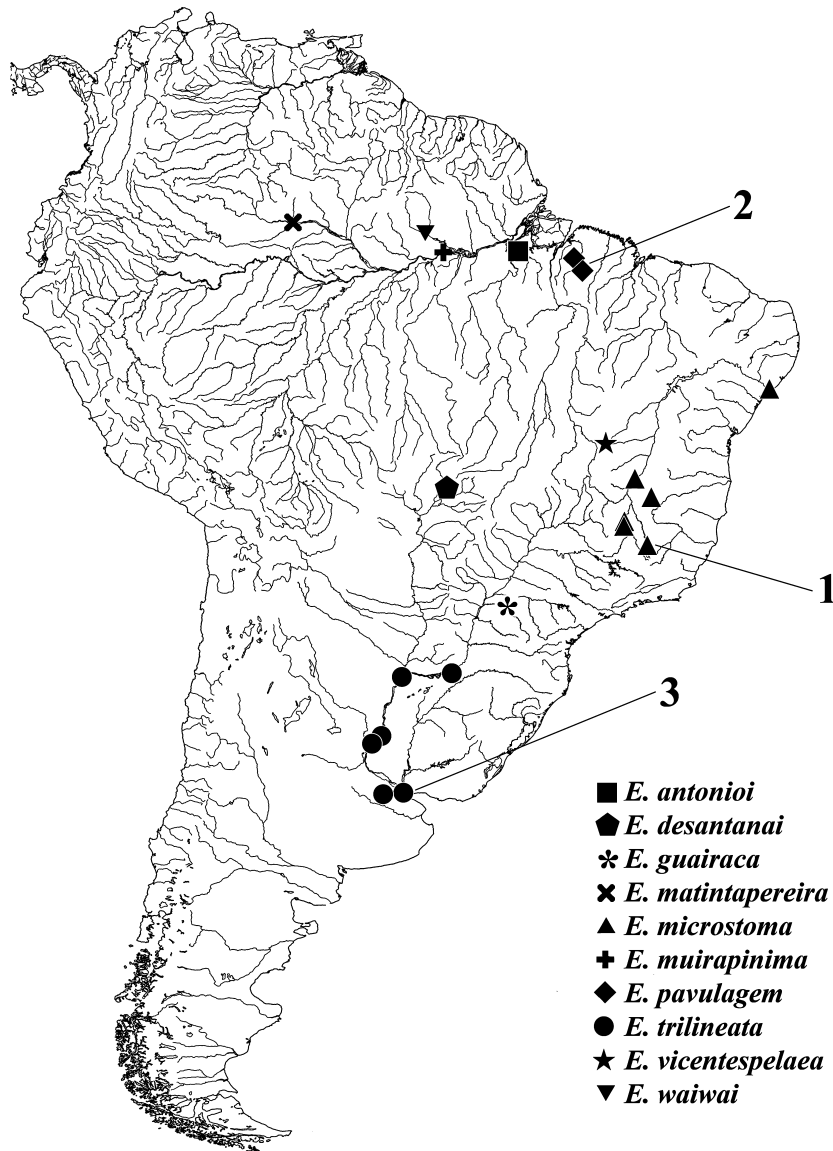 2
1
3
E. antonioi
E. desantanai
E. guairaca
E. matintapereira
E. microstoma
E. muirapinima
E. pavulagem
E. trilineata
E. vicentespelaea
E. waiwai